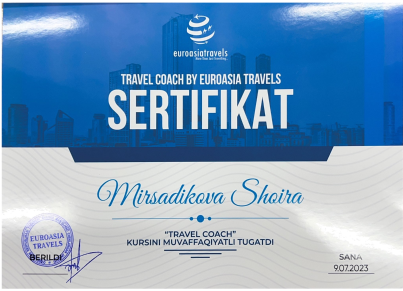 euroasiatravels
TRAVEL COACH BY EUROASIA TRAVELS
SERTIFIKAT
Mirsadikova Shoira
“TRAVEL COACH”
KURSINI MUVAFFAQIYATLI TUGATDI
EUROASIA
TRAVELS
BERILDI
SANA
9.07.2023